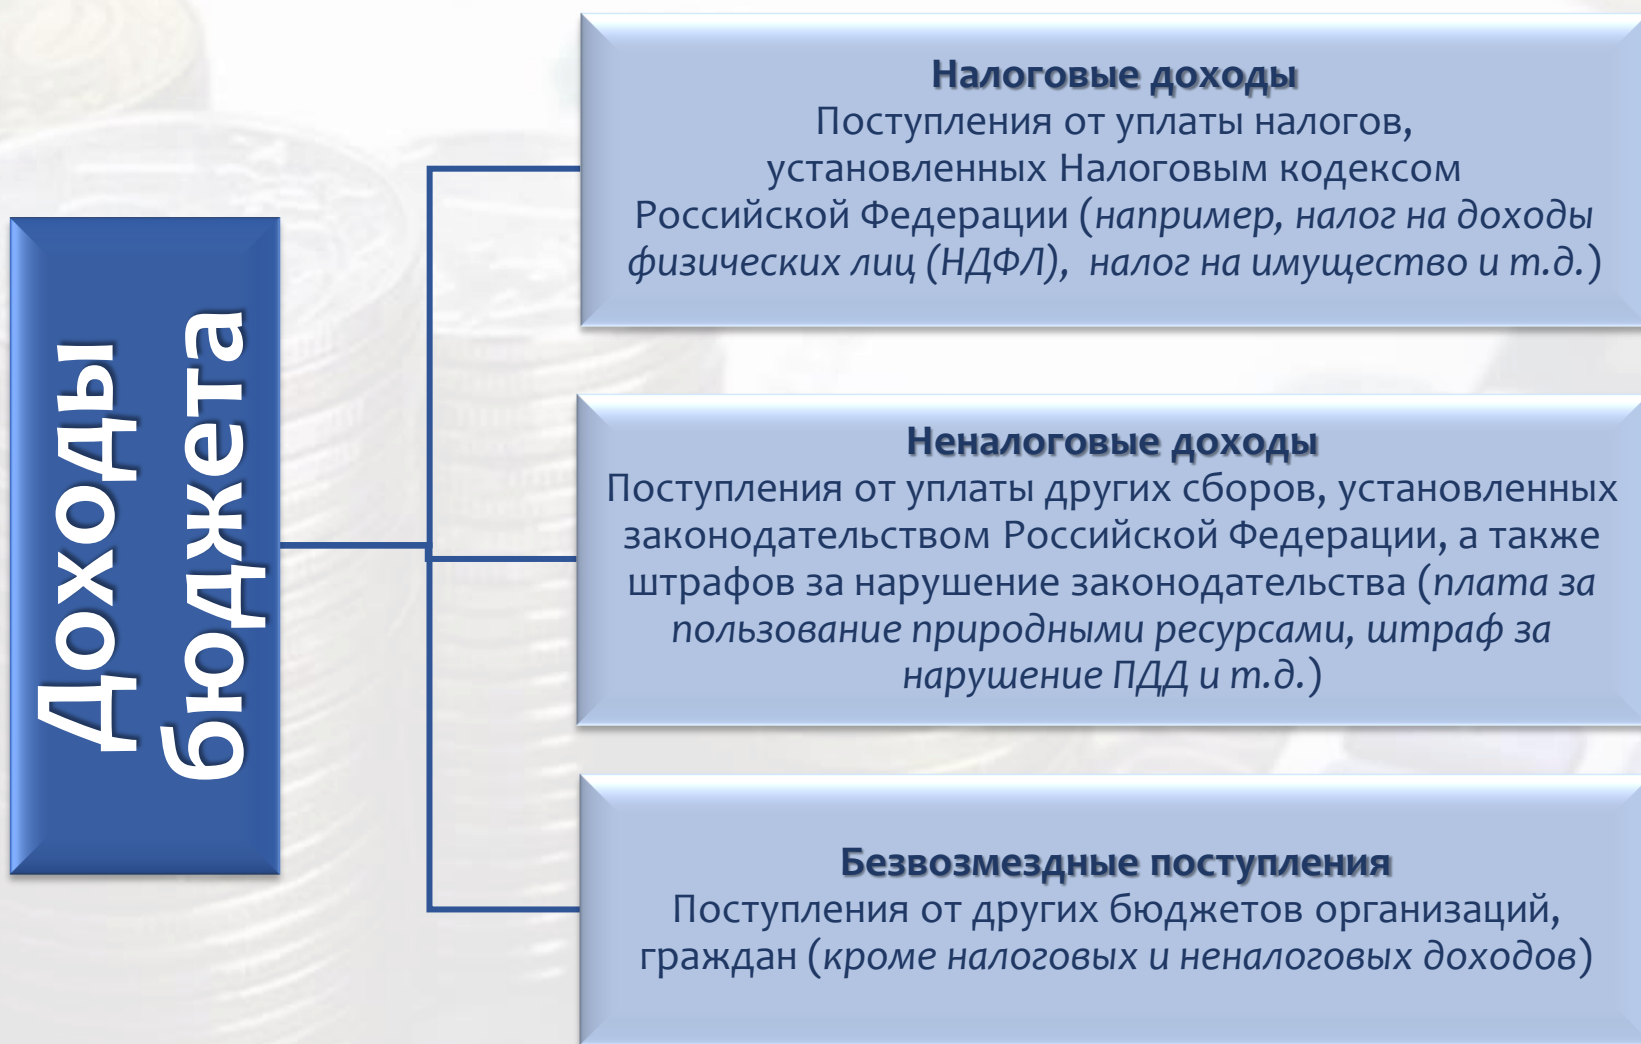 Доходы
бюджета
Налоговые доходы
Поступления от уплаты налогов,
установленных Налоговым кодексом
Российской Федерации (например, налог на доходы
физических лиц (НДФЛ), налог на имущество и т.д.)
Неналоговые доходы
Поступления от уплаты других сборов, установленных
законодательством Российской Федерации, а также
штрафов за нарушение законодательства (плата за
пользование природными ресурсами, штраф за
нарушение ПДД и т.д.)
Безвозмездные поступления
Поступления от других бюджетов организаций,
граждан (кроме налоговых и неналоговых доходов)